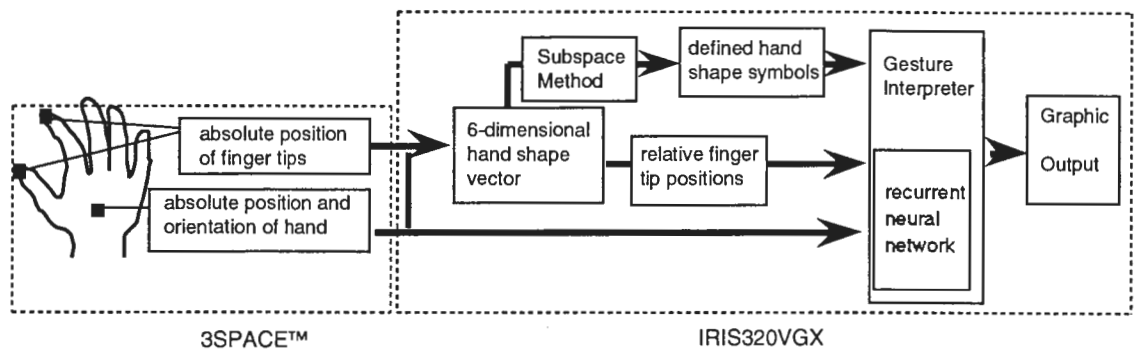 absolute position
of finger tips
absolute position and
orientation of hand
3SPACE™
6-dimensional
hand shape
vector
Subspace
Method
defined hand
shape symbols
relative finger
tip positions
Gesture
Interpreter
recurrent
neural
network
Graphic
Output
IRIS320VGX